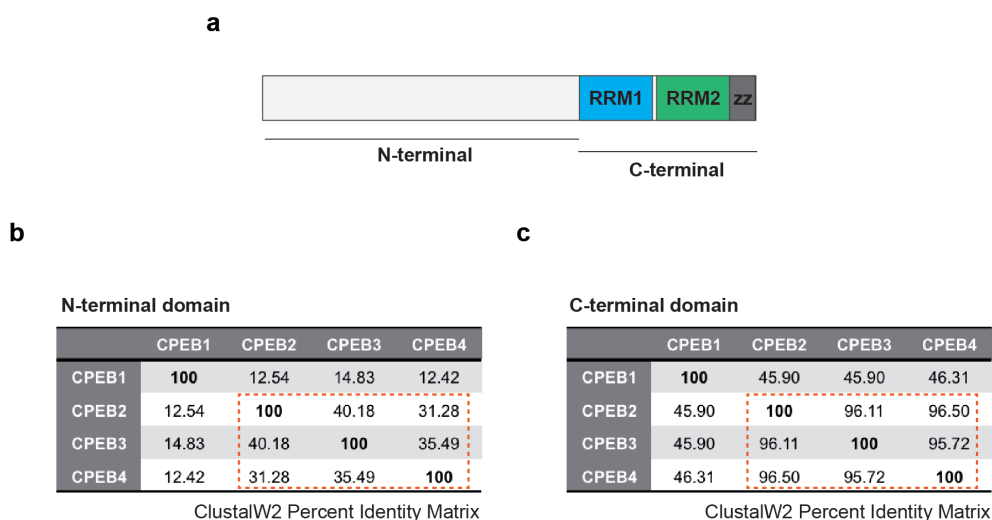 a
RRM1 RRM2 zz
N-terminal
C-terminal
b
N-terminal domain
CPEB1 CPEB2 CPEB3 CPEB4
CPEB1 100 12.54 14.83 12.42
CPEB2 12.54 100 40.18 31.28
CPEB3 14.83 40.18 100 35.49
CPEB4 12.42 31.28 35.49 100
ClustalW2 Percent Identity Matrix
c
C-terminal domain
CPEB1 CPEB2 CPEB3 CPEB4
CPEB1 100 45.90 45.90 46.31
CPEB2 45.90 100 96.11 96.50
CPEB3 45.90 96.11 100 95.72
CPEB4 46.31 96.50 95.72 100
ClustalW2 Percent Identity Matrix